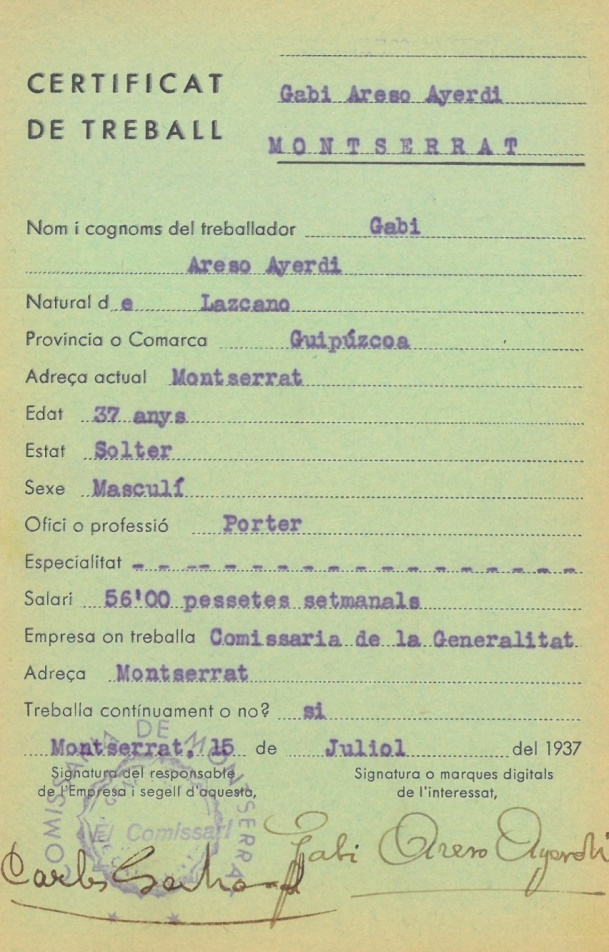 CERTIFICAT
DE TREBALL
Gabi Areso Ayerdi
MONTSERRAT
Nom i cognoms del treballador Gabi
Areso Ayerdi
Natural d e Lazcano
Provincia o Comarca Guipúzcoa
Adreça actual Montserrat
Edat 37 anys
Estat Solter
Sexe Masculí
Ofici o professió Porter
Especialitat - - - - - - - - - - - - - - - - - -
Salari 56'00 pessetes setmanals
Empresa on treballa Comissaria de la Generalitat
Adreça Montserrat
Treballa contínuament o no? si
Montserrat, 15 de Juliol del 1937
Signatura del responsable
de l'Empresa i segell d'aquesta,
Signatura o marques digitals
de l'interessat,
COMISSARIA DE MONTSERRAT
El Comissari
Carles
Gabi Areso Ayerdi